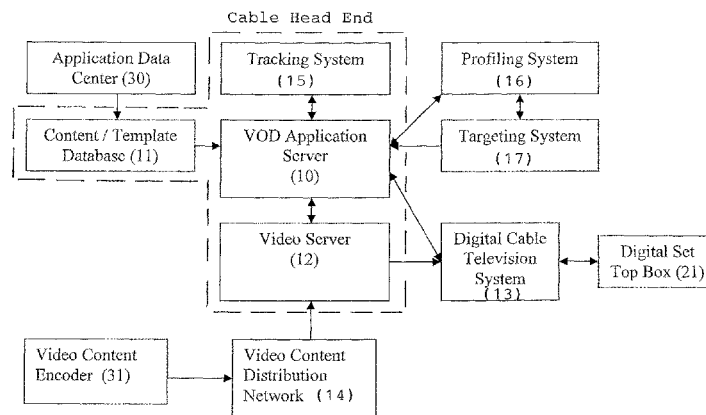 Cable Head End
Application Data
Center (30)
Tracking System
(15)
Profiling System
(16)
Content / Template
Database (11)
VOD Application
Server
(10)
Targeting System
(17)
Video Server
(12)
Digital Cable
Television
System
(13)
Digital Set
Top Box (21)
Video Content
Encoder (31)
Video Content
Distribution
Network (14)